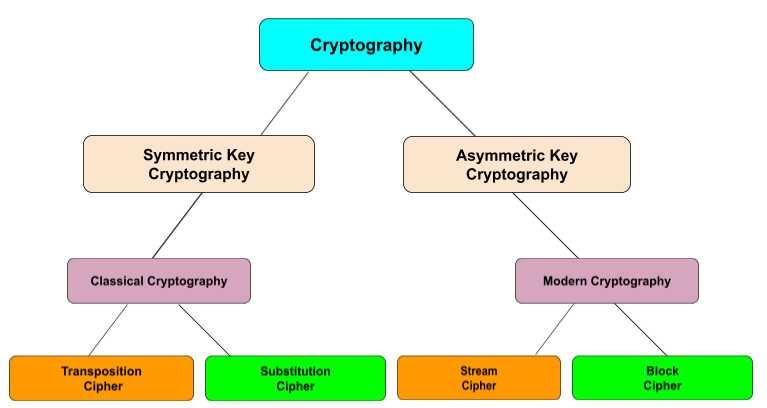 Cryptography
Symmetric Key
Cryptography
Asymmetric Key
Cryptography
Classical Cryptography
Modern Cryptography
Transposition
Cipher
Substitution
Cipher
Stream
Cipher
Block
Cipher